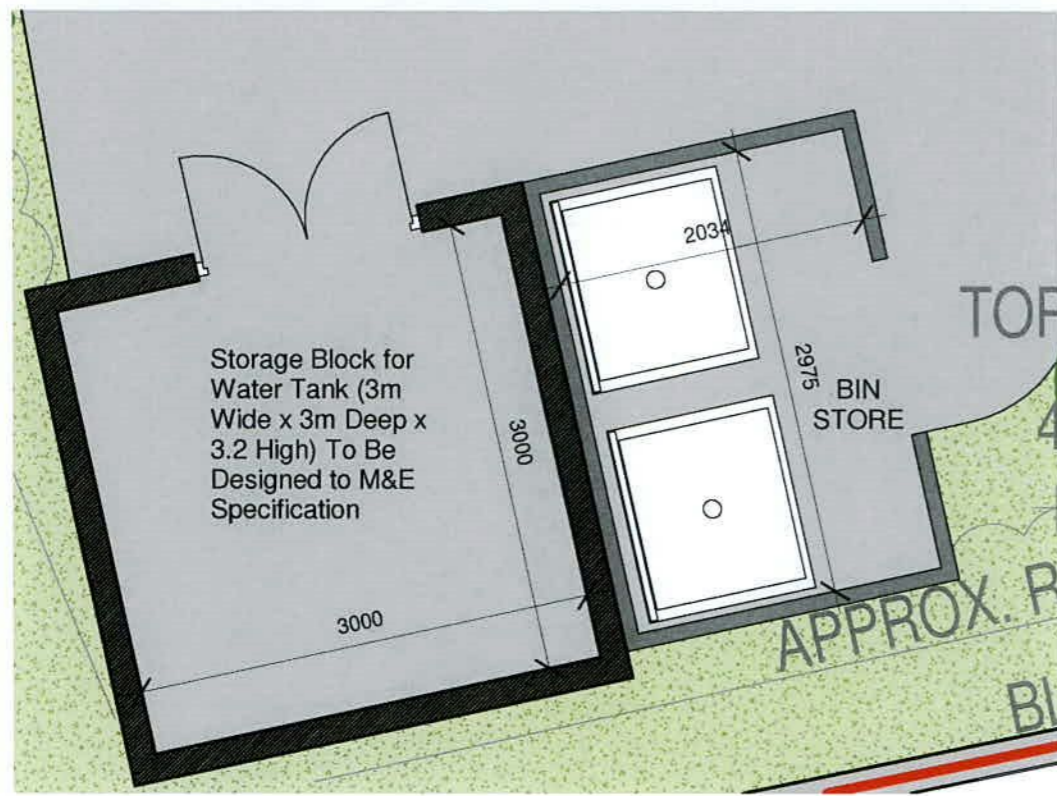 2034
Storage Block for
Water Tank (3m
Wide x 3m Deep x
3.2 High) To Be
Designed to M&E
Specification
3000
3000
2975
BIN
STORE
APPROX.